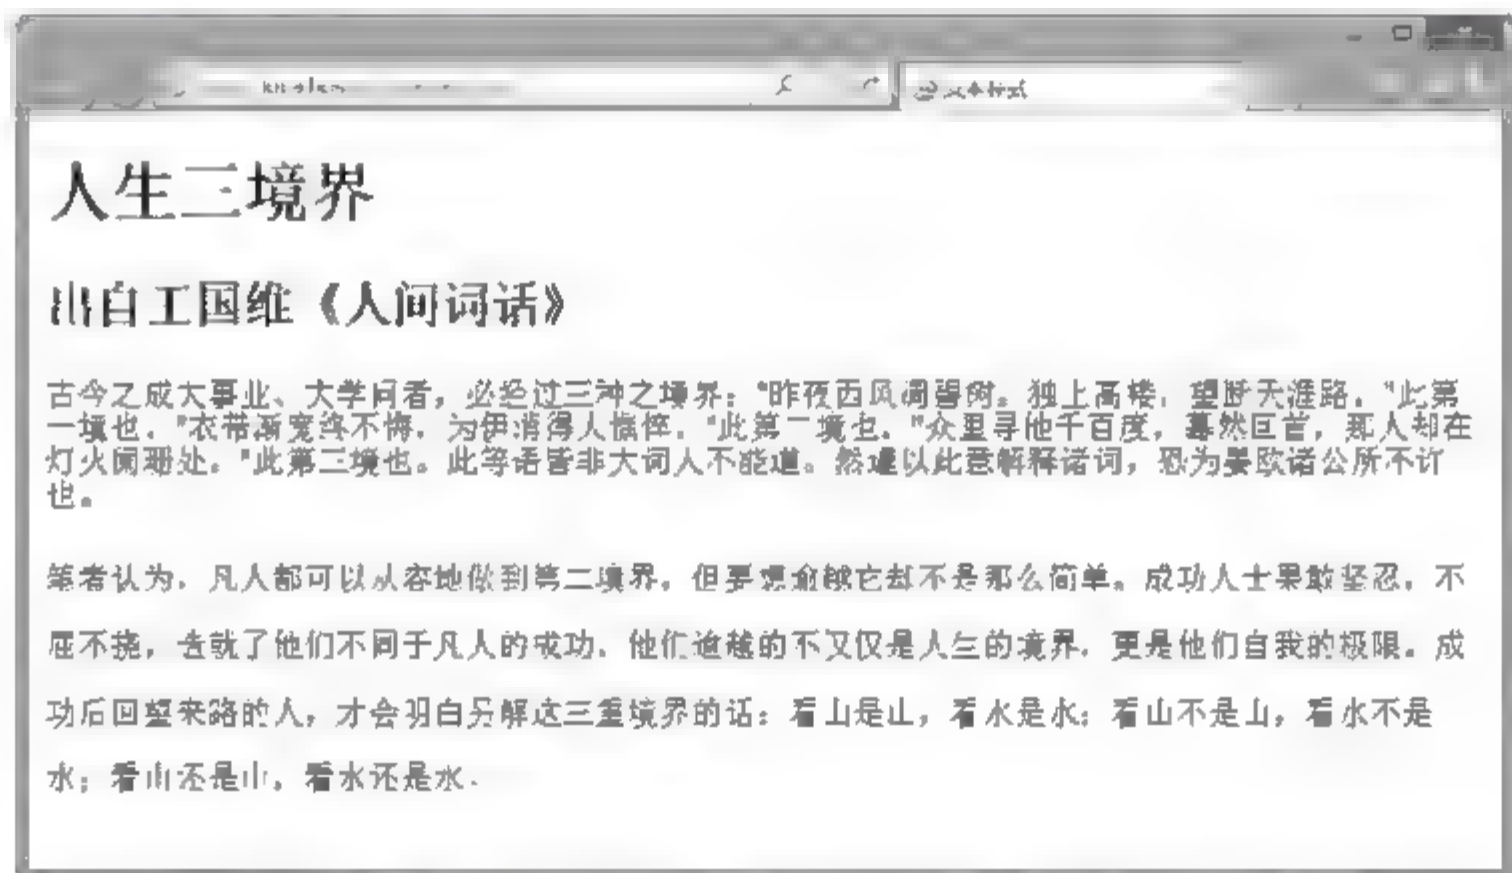 文本样式
人生三境界
出自王国维《人间词话》
古今之成大事业、大学问者，必经过三种之境界："昨夜西风凋碧树。独上高楼，望断天涯路。"此第
一境也。"衣带渐宽终不悔，为伊消得人憔悴。"此第二境也。"众里寻他千百度，蓦然回首，那人却在
灯火阑珊处。"此第三境也。此等语皆非大词人不能道。然遽以此意解释诸词，恐为晏欧诸公所不许
也。
笔者认为，凡人都可以从容地做到第二境界，但要想逾越它却不是那么简单。成功人士果敢坚忍，不
屈不挠，造就了他们不同于凡人的成功。他们逾越的不仅仅是人生的境界，更是他们自我的极限。成
功后回望来路的人，才会明白另解这三重境界的话：看山是山，看水是水；看山不是山，看水不是
水；看山还是山，看水还是水。